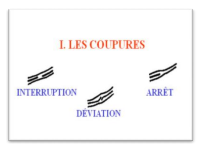 I. LES COUPURES
INTERRUPTION
ARRÊT
DÉVIATION